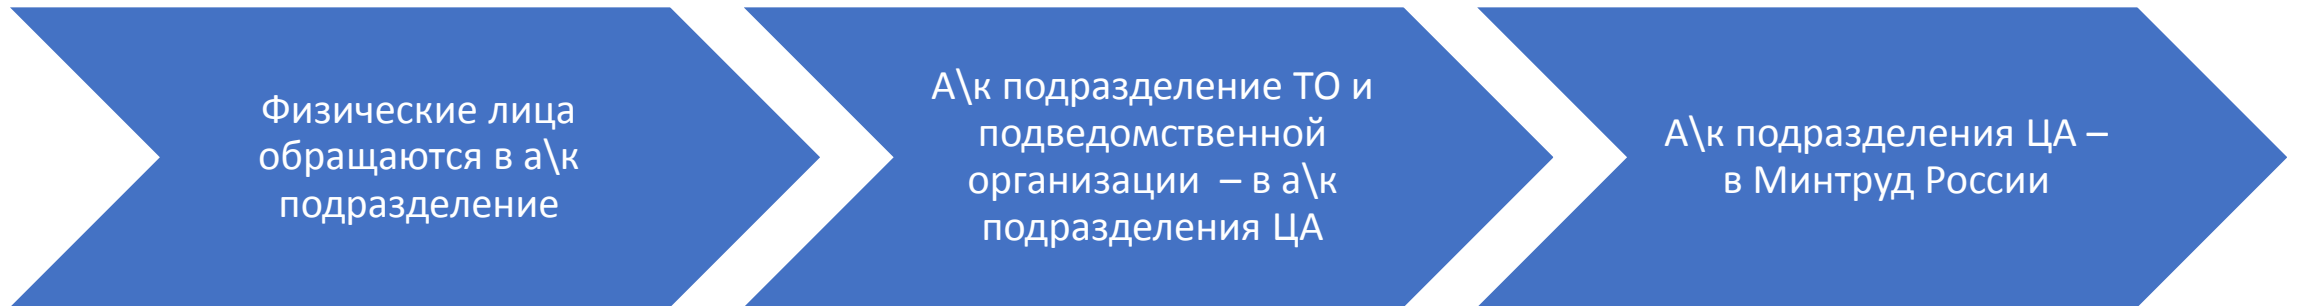 Физические лица
обращаются в а\к
подразделение
А\к подразделение ТО и
подведомственной
организации – в а\к
подразделения ЦА
А\к подразделения ЦА –
в Минтруд России